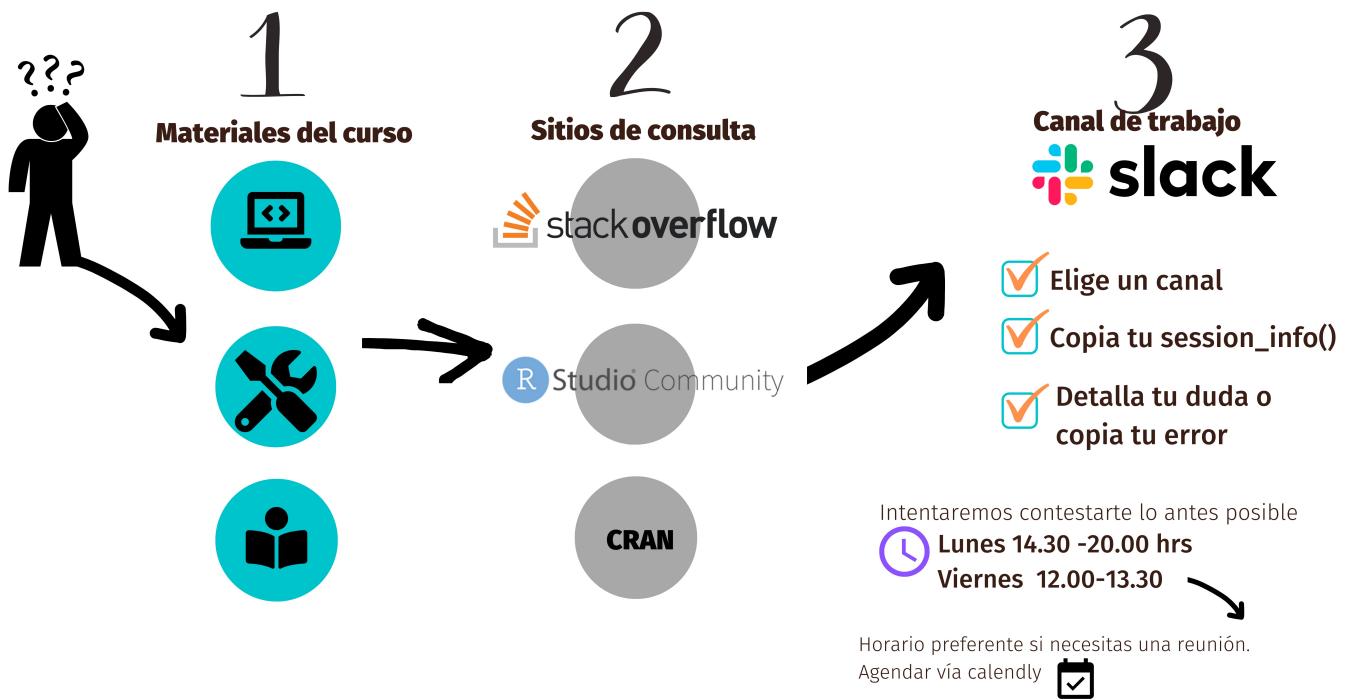 ???
1
Materiales del curso
2
Sitios de consulta
stackoverflow
R Studio® Community
CRAN
3
Canal de trabajo
slack
Elige un canal
Copia tu session_info()
Detalla tu duda o
copia tu error
Intentaremos contestarte lo antes posible
Lunes 14.30 -20.00 hrs
Viernes 12.00-13.30
Horario preferente si necesitas una reunión.
Agendar vía calendly